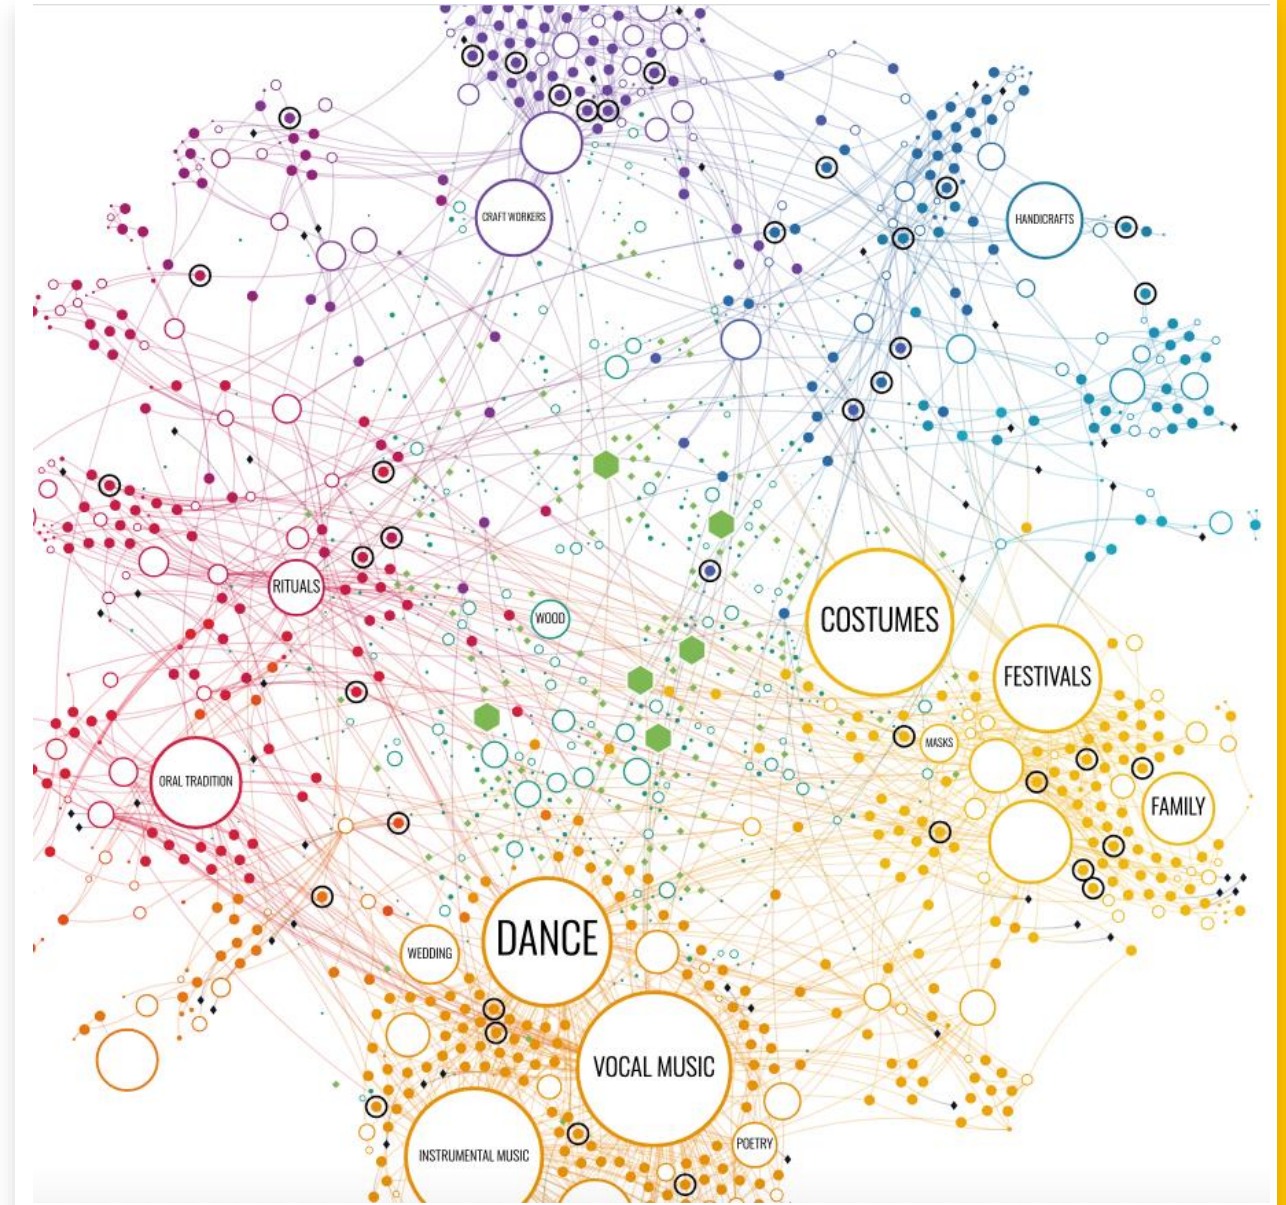 CRAFT WORKERS
HANDICRAFTS
RITUALS
WOOD
COSTUMES
FESTIVALS
MASKS
ORAL TRADITION
FAMILY
DANCE
WEDDING
VOCAL MUSIC
POETRY
INSTRUMENTAL MUSIC